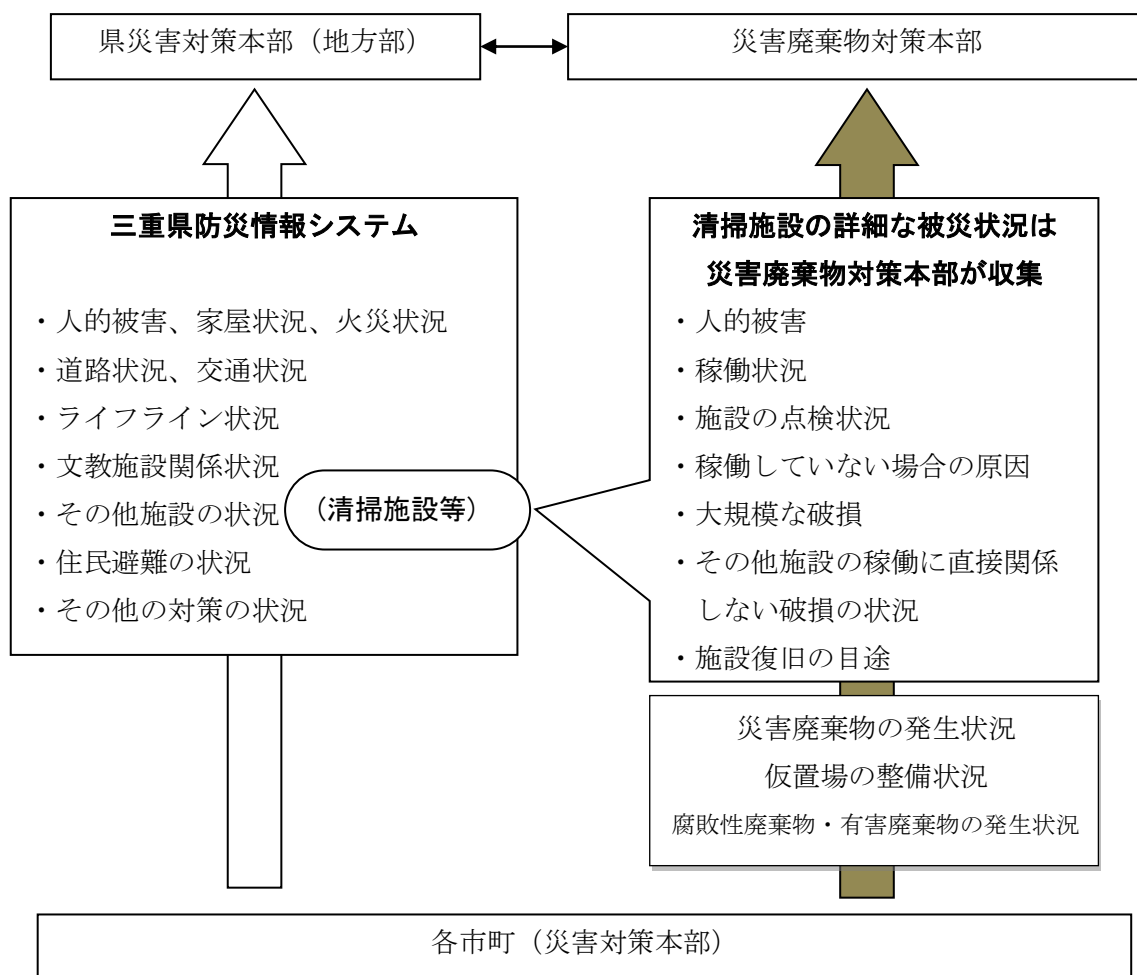 県災害対策本部（地方部）
災害廃棄物対策本部
三重県防災情報システム
・人的被害、家屋状況、火災状況
・道路状況、交通状況
・ライフライン状況
・文教施設関係状況
・その他施設の状況
（清掃施設等）
・住民避難の状況
・その他の対策の状況
清掃施設の詳細な被災状況は
災害廃棄物対策本部が収集
・人的被害
・稼働状況
・施設の点検状況
・稼働していない場合の原因
・大規模な破損
・その他施設の稼働に直接関係
しない破損の状況
・施設復旧の目途
災害廃棄物の発生状況
仮置場の整備状況
腐敗性廃棄物・有害廃棄物の発生状況
各市町（災害対策本部）